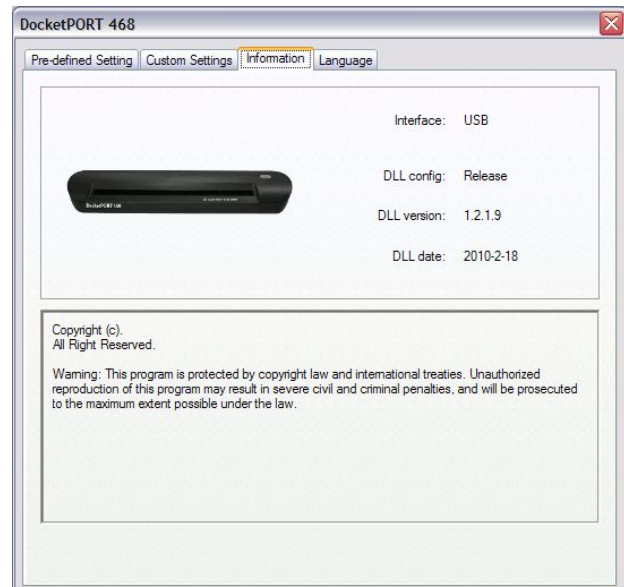 DocketPORT 468
Pre-defined Setting Custom Settings Information Language
Interface: USB
DLL config: Release
DLL version: 1.2.1.9
DLL date: 2010-2-18
DocketPORT 468
Copyright (c).
All Right Reserved.
Warning: This program is protected by copyright law and international treaties. Unauthorized
reproduction of this program may result in severe civil and criminal penalties, and will be prosecuted
to the maximum extent possible under the law.